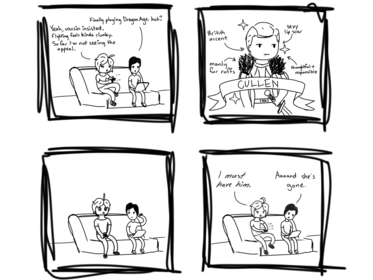 Finally playing Dragon Age, huh?
Yeah, cousin insisted.
Fighting feels kinda clunky.
So far I'm not seeing the
appeal.
British
accent
sexy
lip scar
manly
fur ruffs
thoughtful +
responsible
CULLEN
I must
have him.
Aaaand she's
gone.